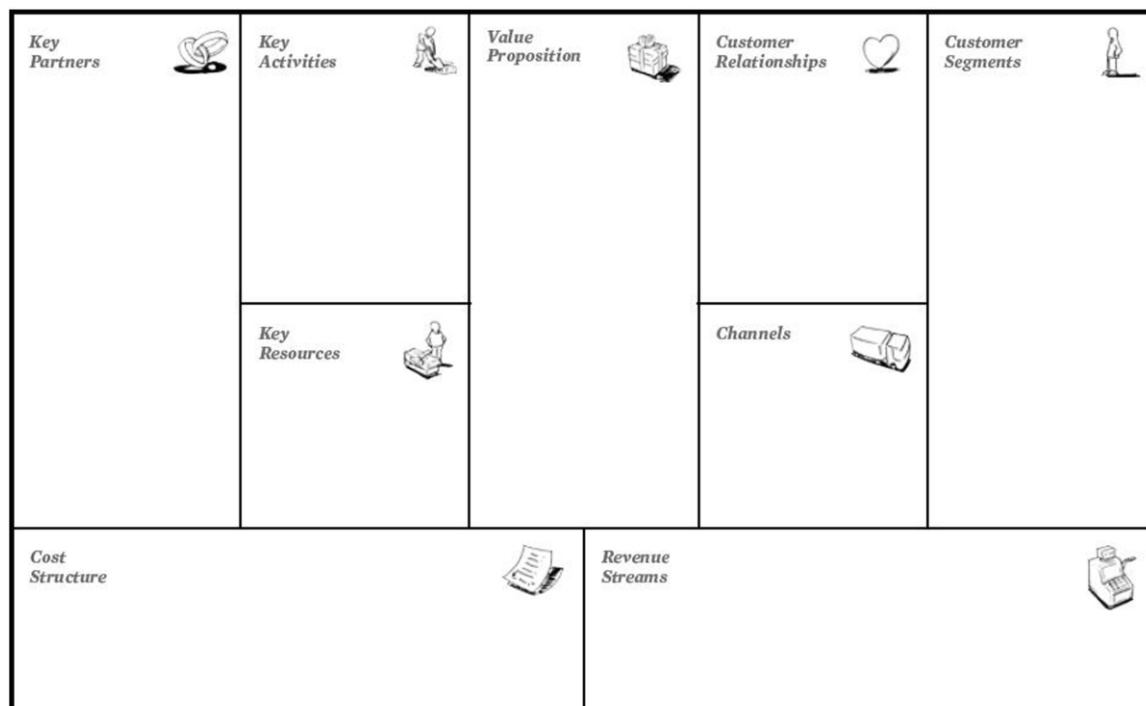 Key
Partners
Key
Activities
Value
Proposition
Customer
Relationships
Customer
Segments
Key
Resources
Channels
Cost
Structure
Revenue
Streams